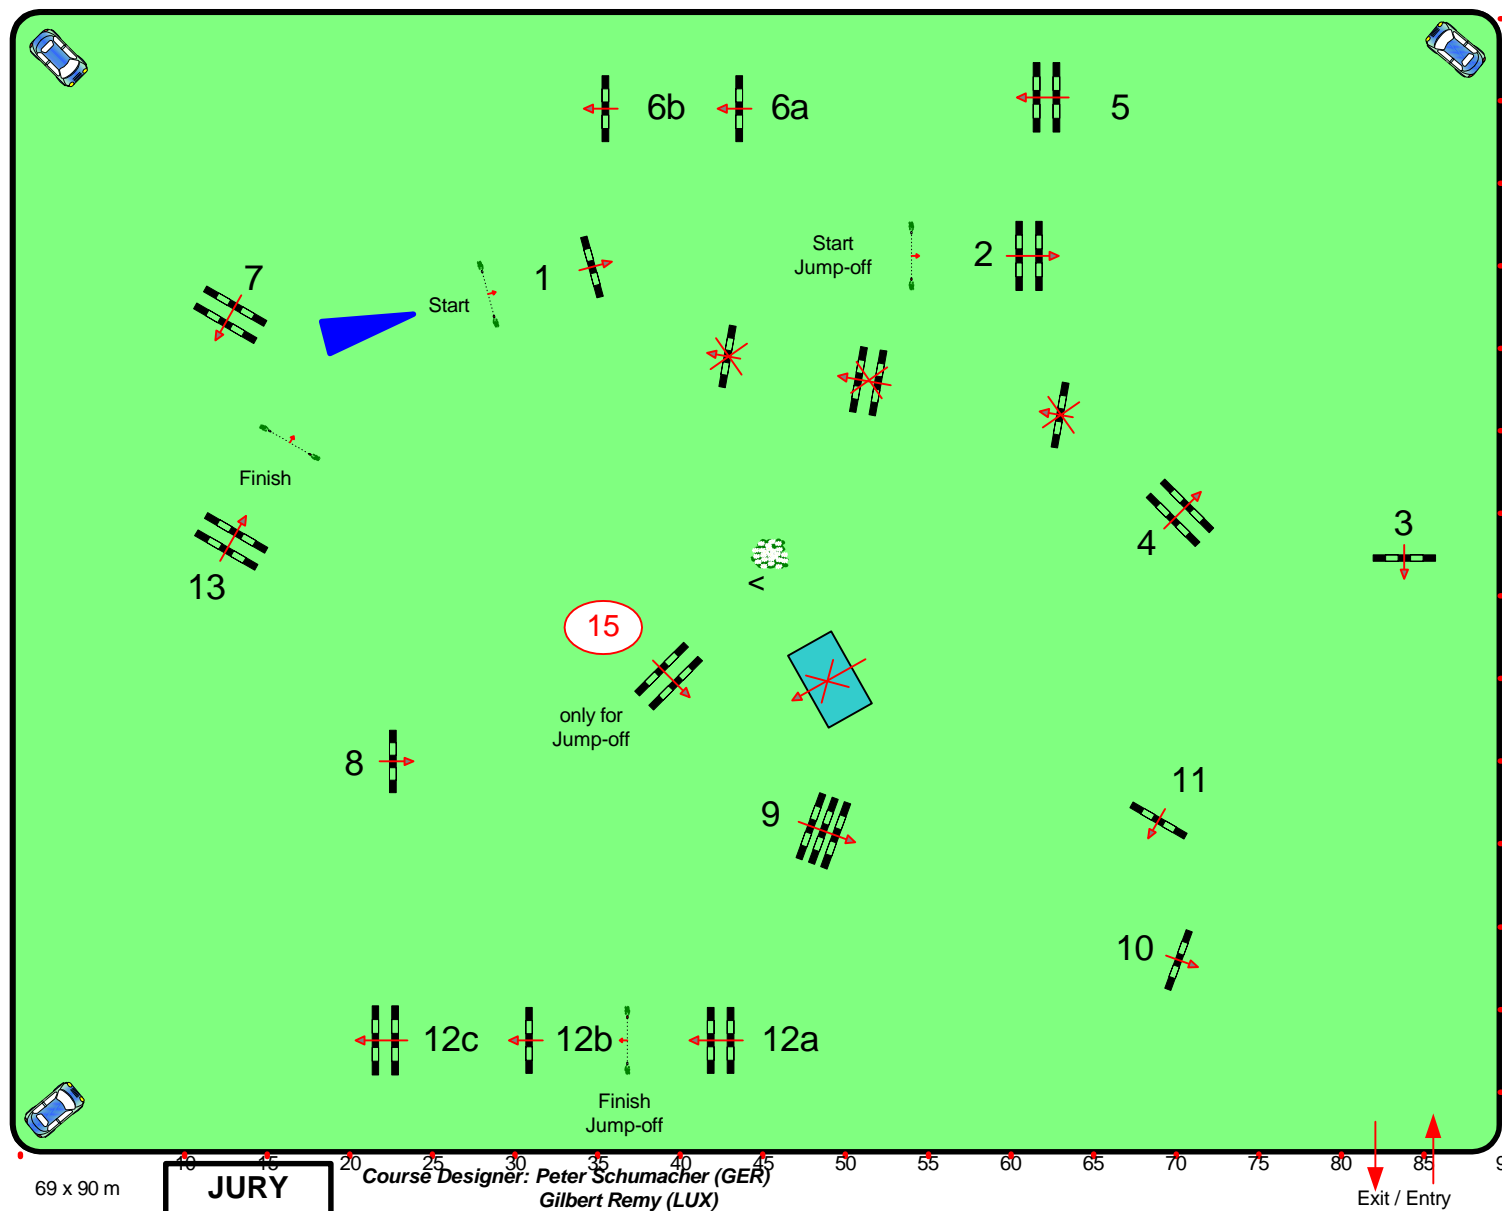 6b
6a
5
Start
Jump-off
2
7
1
Start
3
4
Finish
13
<
15
only for
Jump-off
8
9
11
10
12c
12b
12a
Finish
Jump-off
10 15 20 25 30 35 40 45 50 55 60 65 70 75 80 85 9
69 x 90 m
JURY
Course Designer: Peter Schumacher (GER)
Gilbert Remy (LUX)
Exit / Entry